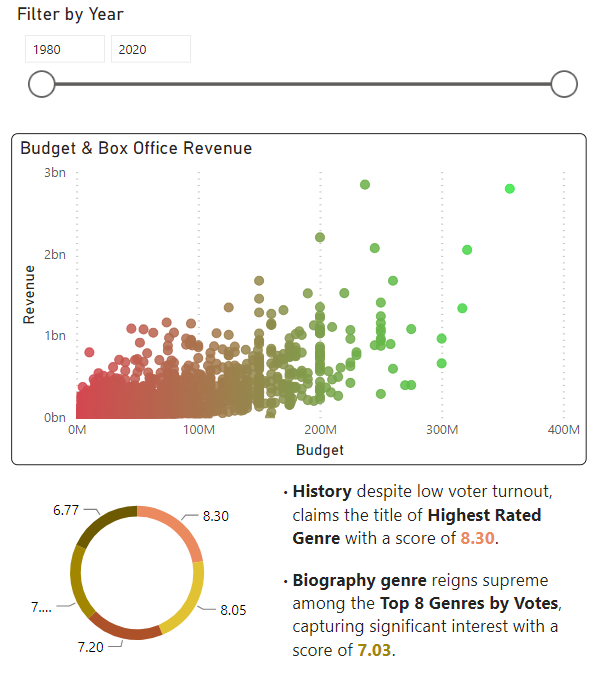 Filter by Year
1980 2020
Budget & Box Office Revenue
3bn
2bn
1bn
0bn
Revenue
0M 100M 200M 300M 400M
Budget
6.77
8.30
7....
8.05
7.20
• History despite low voter turnout,
claims the title of Highest Rated
Genre with a score of 8.30.
• Biography genre reigns supreme
among the Top 8 Genres by Votes,
capturing significant interest with a
score of 7.03.